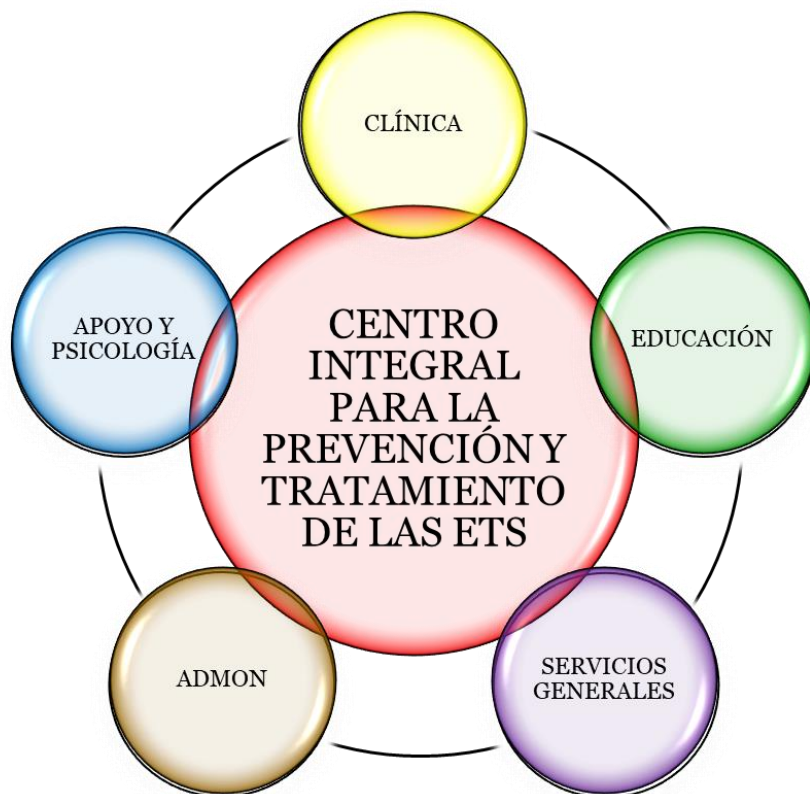 CLÍNICA
APOYO Y
PSICOLOGÍA
EDUCACIÓN
CENTRO
INTEGRAL
PARA LA
PREVENCIÓN Y
TRATAMIENTO
DE LAS ETS
ADMON
SERVICIOS
GENERALES